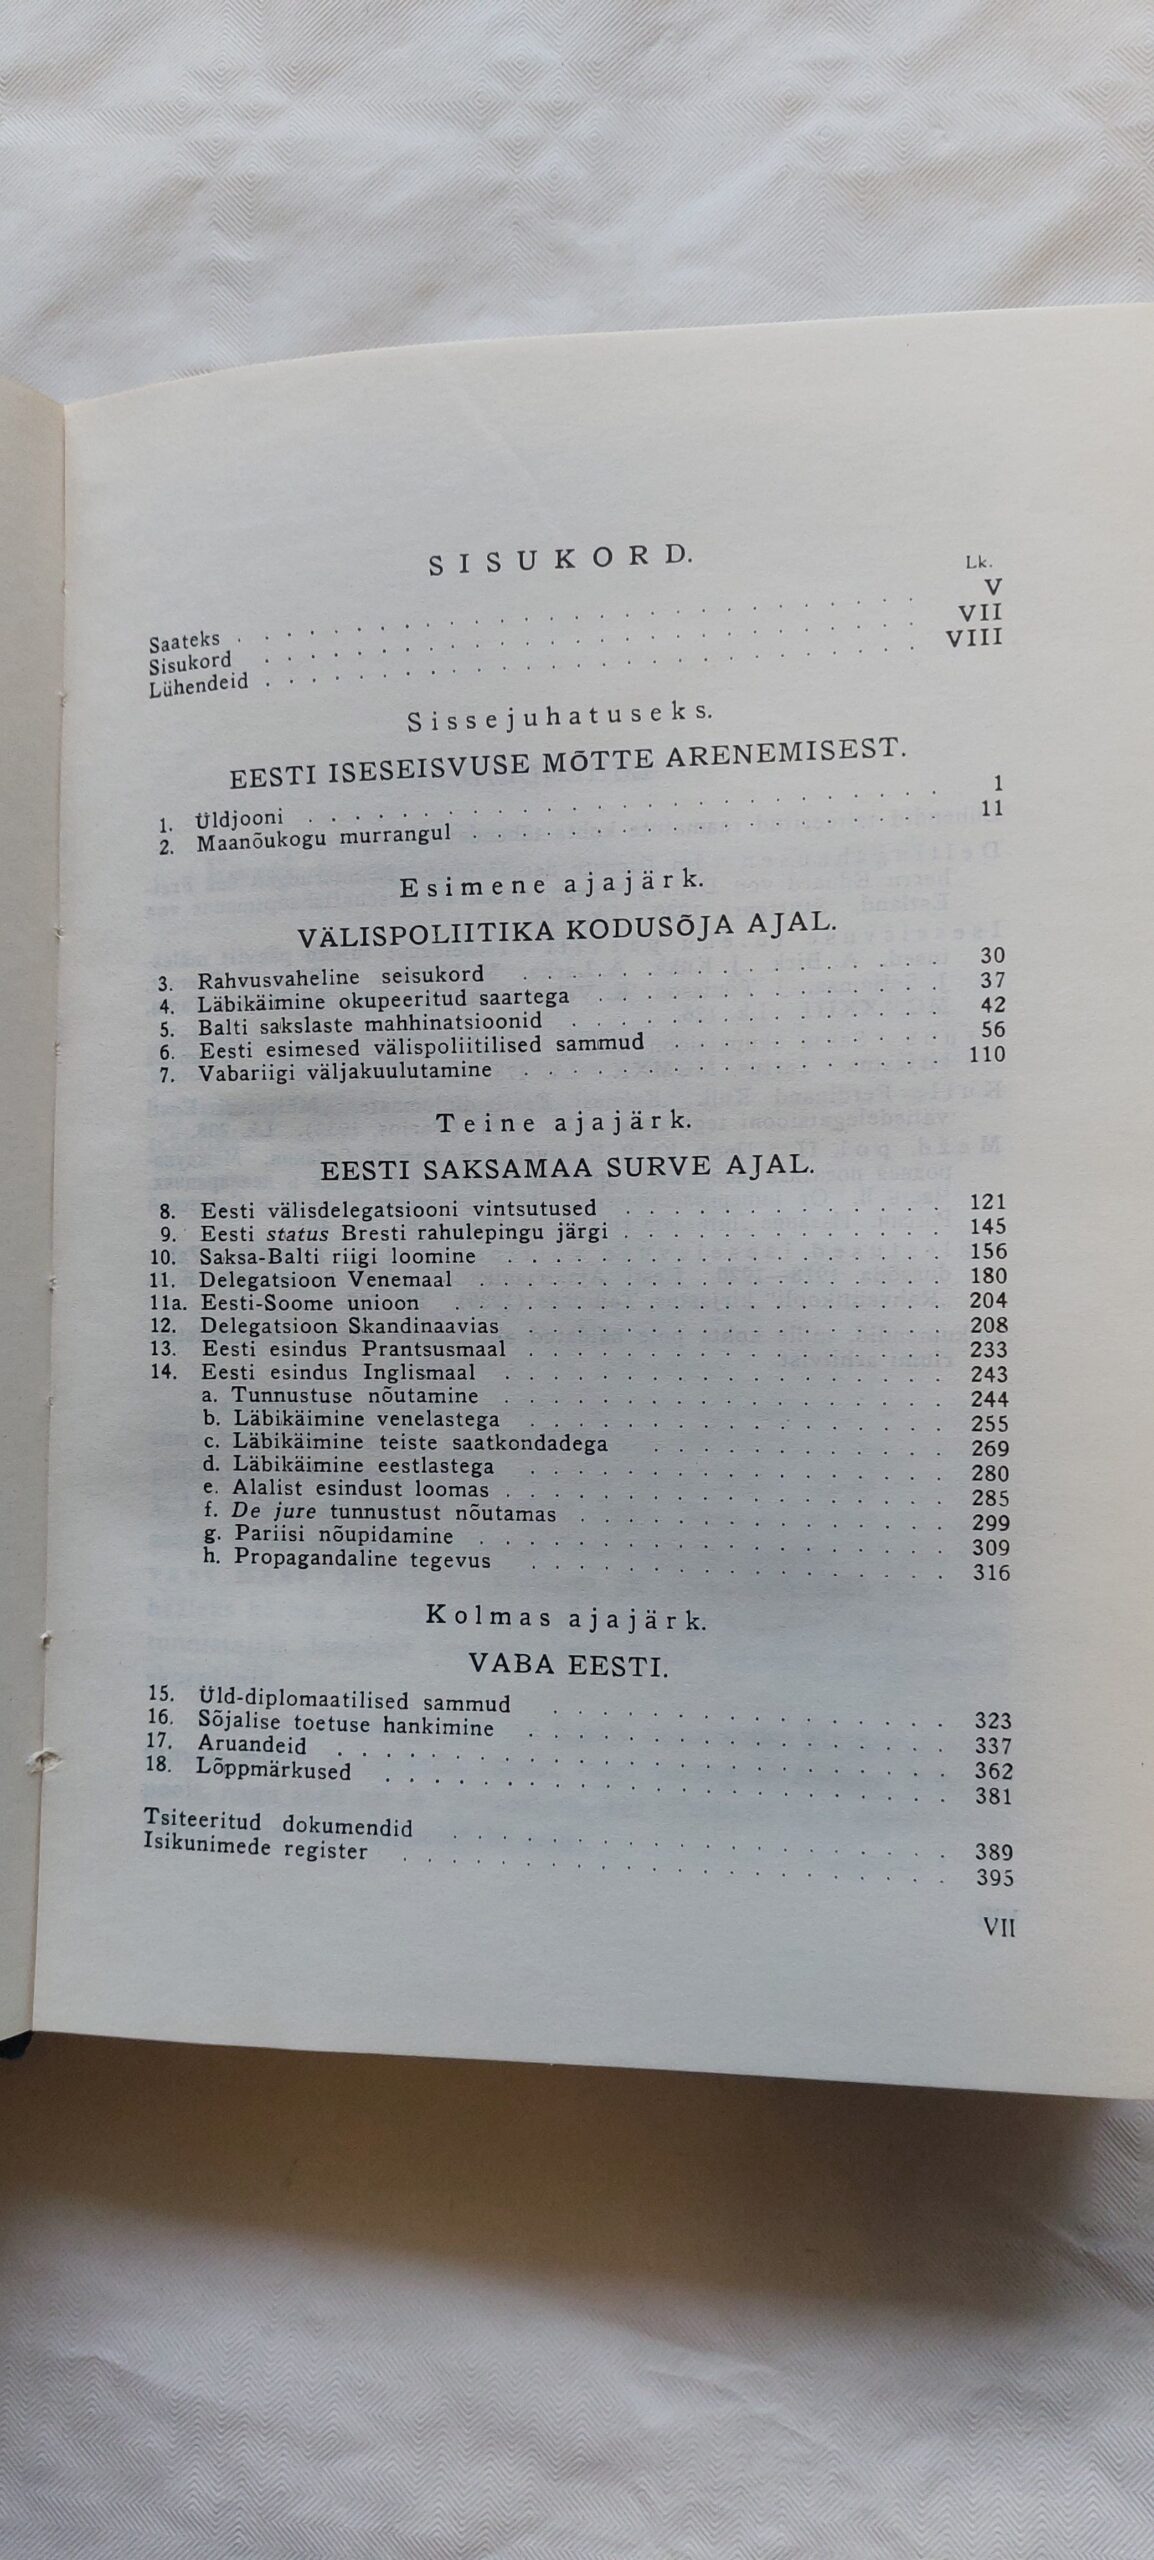 SISUKORD.
Lk.
Saateks . . . . . . . . . . . . . . . . . . . . . . . . . . . . . V
Sisukord . . . . . . . . . . . . . . . . . . . . . . . . . . . . VII
Lühendeid . . . . . . . . . . . . . . . . . . . . . . . . . . . . VIII
Sissejuhatuseks.
EESTI ISESEISVUSE MÕTTE ARENEMISEST.
1. Üldjooni . . . . . . . . . . . . . . . . . . . . . . . . . . 1
2. Maanõukogu murrangul . . . . . . . . . . . . . . . . . . . . 11
Esimene ajajärk.
VÄLISPOLIITIKA KODUSÕJA AJAL.
3. Rahvusvaheline seisukord . . . . . . . . . . . . . . . . . . 30
4. Läbikäimine okupeeritud saartega . . . . . . . . . . . . . . . 37
5. Balti sakslaste mahhinatsioonid . . . . . . . . . . . . . . . . 42
6. Eesti esimesed välispoliitilised sammud . . . . . . . . . . . . 56
7. Vabariigi väljakuulutamine . . . . . . . . . . . . . . . . . . 110
Teine ajajärk.
EESTI SAKSAMAA SURVE AJAL.
8. Eesti välisdelegatsiooni vintsutused . . . . . . . . . . . . . . 121
9. Eesti status Bresti rahulepingu järgi . . . . . . . . . . . . . . 145
10. Saksa-Balti riigi loomine . . . . . . . . . . . . . . . . . . 156
11. Delegatsioon Venemaal . . . . . . . . . . . . . . . . . . . 180
11a. Eesti-Soome unioon . . . . . . . . . . . . . . . . . . . . 204
12. Delegatsioon Skandinaavias . . . . . . . . . . . . . . . . . 208
13. Eesti esindus Prantsusmaal . . . . . . . . . . . . . . . . . 233
14. Eesti esindus Inglismaal . . . . . . . . . . . . . . . . . . 243
a. Tunnustuse nõutamine . . . . . . . . . . . . . . . . . . 244
b. Läbikäimine venelastega . . . . . . . . . . . . . . . . . 255
c. Läbikäimine teiste saatkondadega . . . . . . . . . . . . 269
d. Läbikäimine eestlastega . . . . . . . . . . . . . . . . . 280
e. Alalist esindust loomas . . . . . . . . . . . . . . . . . . 285
f. De jure tunnustust nõutamas . . . . . . . . . . . . . . . 299
g. Pariisi nõupidamine . . . . . . . . . . . . . . . . . . . 309
h. Propagandaline tegevus . . . . . . . . . . . . . . . . . 316
Kolmas ajajärk.
VABA EESTI.
15. Üld-diplomaatilised sammud . . . . . . . . . . . . . . . . 323
16. Sõjalise toetuse hankimine . . . . . . . . . . . . . . . . . 337
17. Aruandeid . . . . . . . . . . . . . . . . . . . . . . . . . 362
18. Lõppmärkused . . . . . . . . . . . . . . . . . . . . . . . 381
Tsiteeritud dokumendid . . . . . . . . . . . . . . . . . . . . 389
Isikunimede register . . . . . . . . . . . . . . . . . . . . . . 395
VII